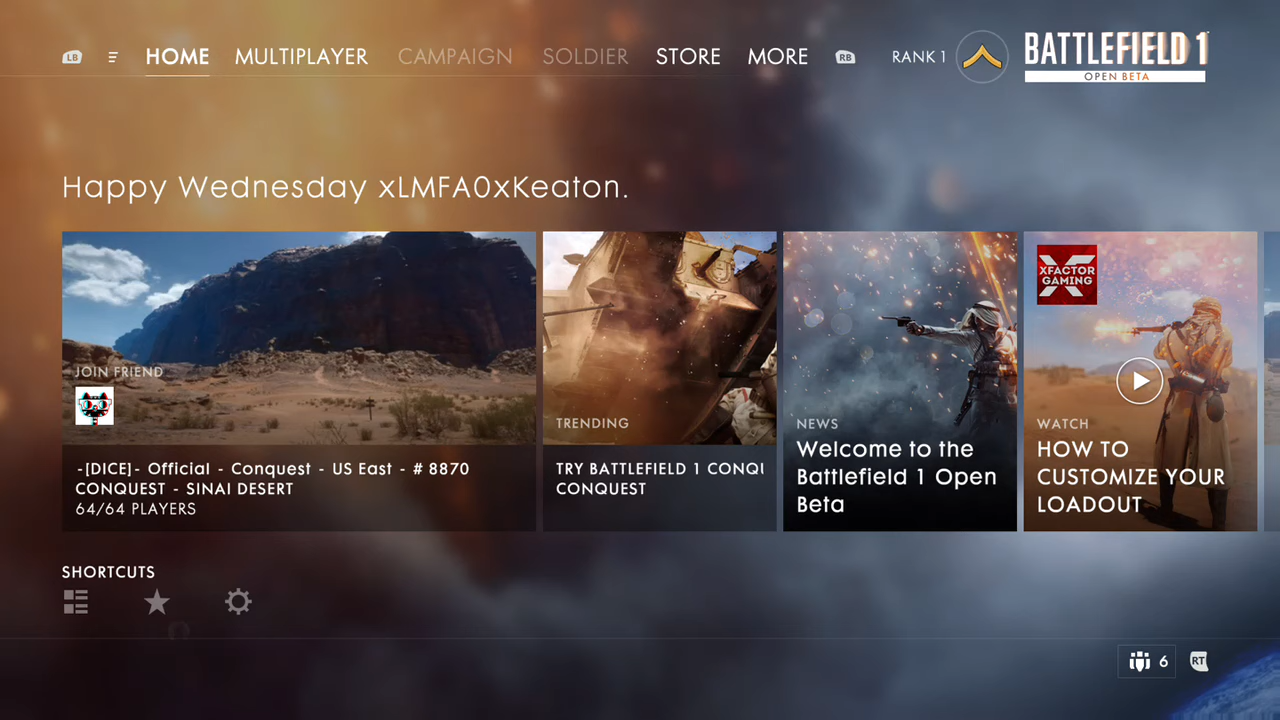 LB HOME MULTIPLAYER CAMPAIGN SOLDIER STORE MORE RB RANK 1 BATTLEFIELD 1
OPEN BETA
Happy Wednesday xLMFA0xKeaton.
JOIN FRIEND
-[DICE]- Official - Conquest - US East - # 8870
CONQUEST - SINAI DESERT
64/64 PLAYERS
TRENDING
TRY BATTLEFIELD 1 CONQU
CONQUEST
NEWS
Welcome to the
Battlefield 1 Open
Beta
XFACTOR
GAMING
WATCH
HOW TO
CUSTOMIZE YOUR
LOADOUT
SHORTCUTS
6 RT